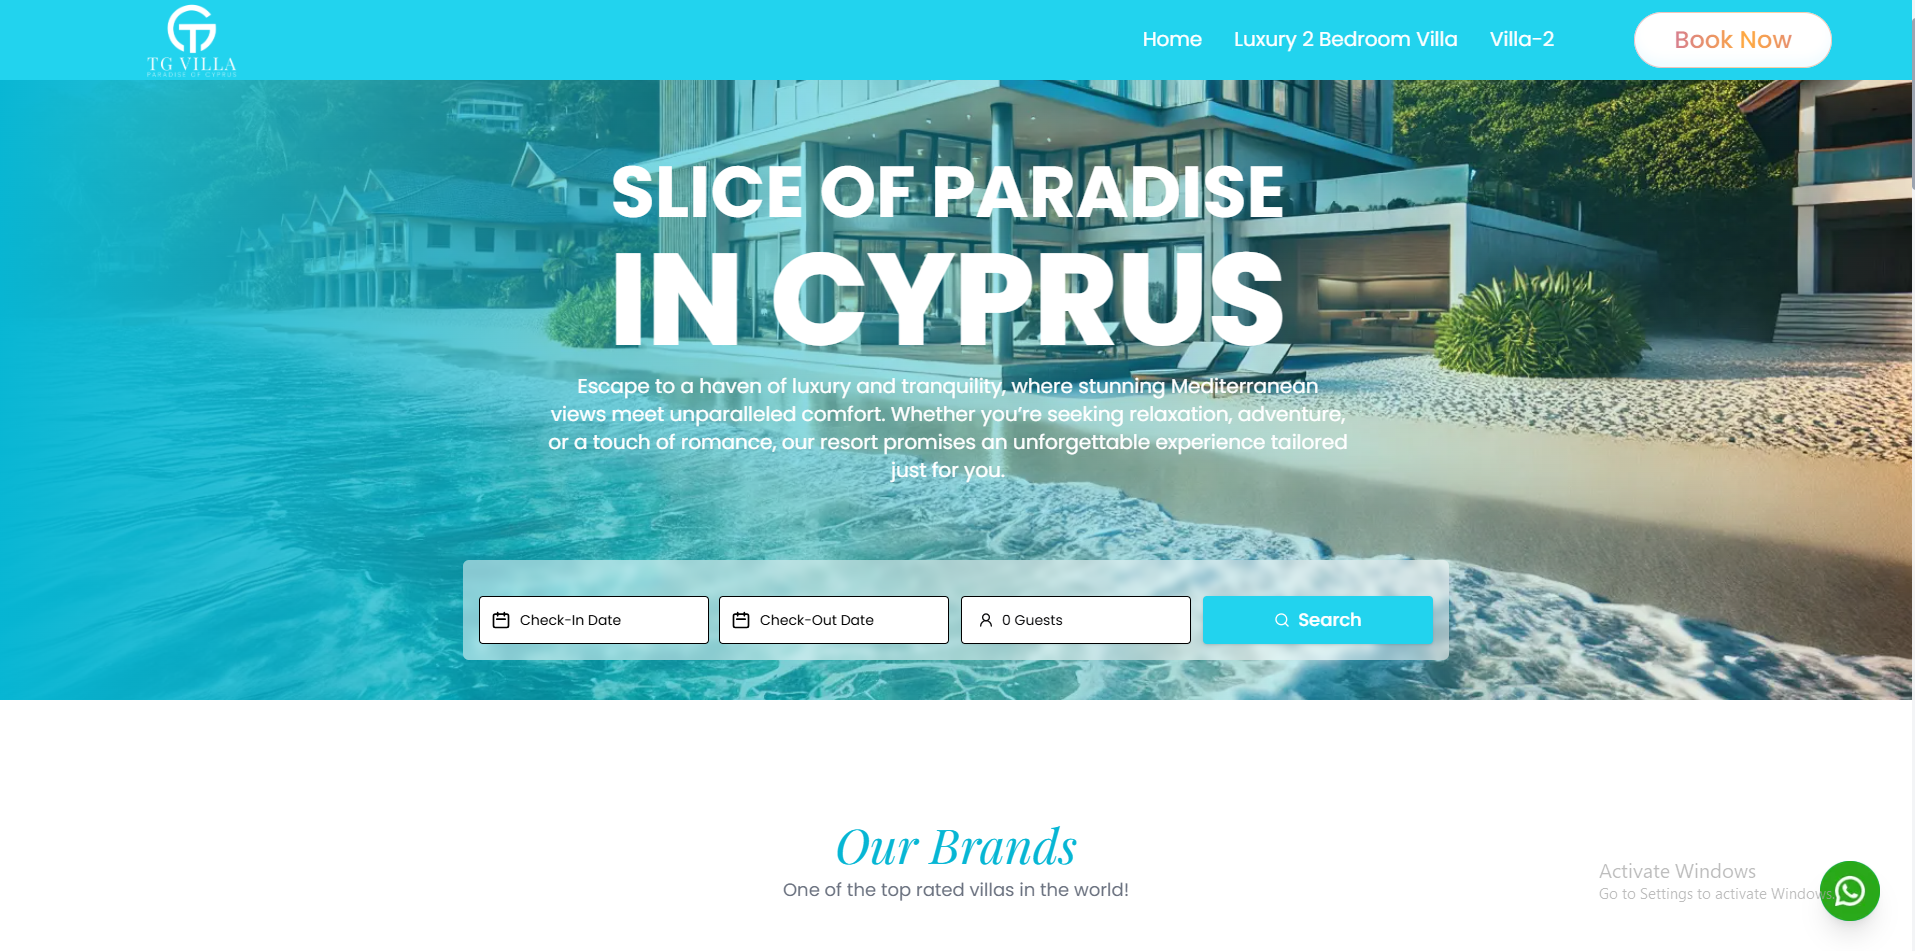 TG VILLA
PARADISE OF CYPRUS
Home
Luxury 2 Bedroom Villa
Villa-2
Book Now
SLICE OF PARADISE
IN CYPRUS
Escape to a haven of luxury and tranquility, where stunning Mediterranean
views meet unparalleled comfort. Whether you’re seeking relaxation, adventure,
or a touch of romance, our resort promises an unforgettable experience tailored
just for you.
Check-In Date
Check-Out Date
0 Guests
Search
Our Brands
One of the top rated villas in the world!
Activate Windows
Go to Settings to activate Windows.